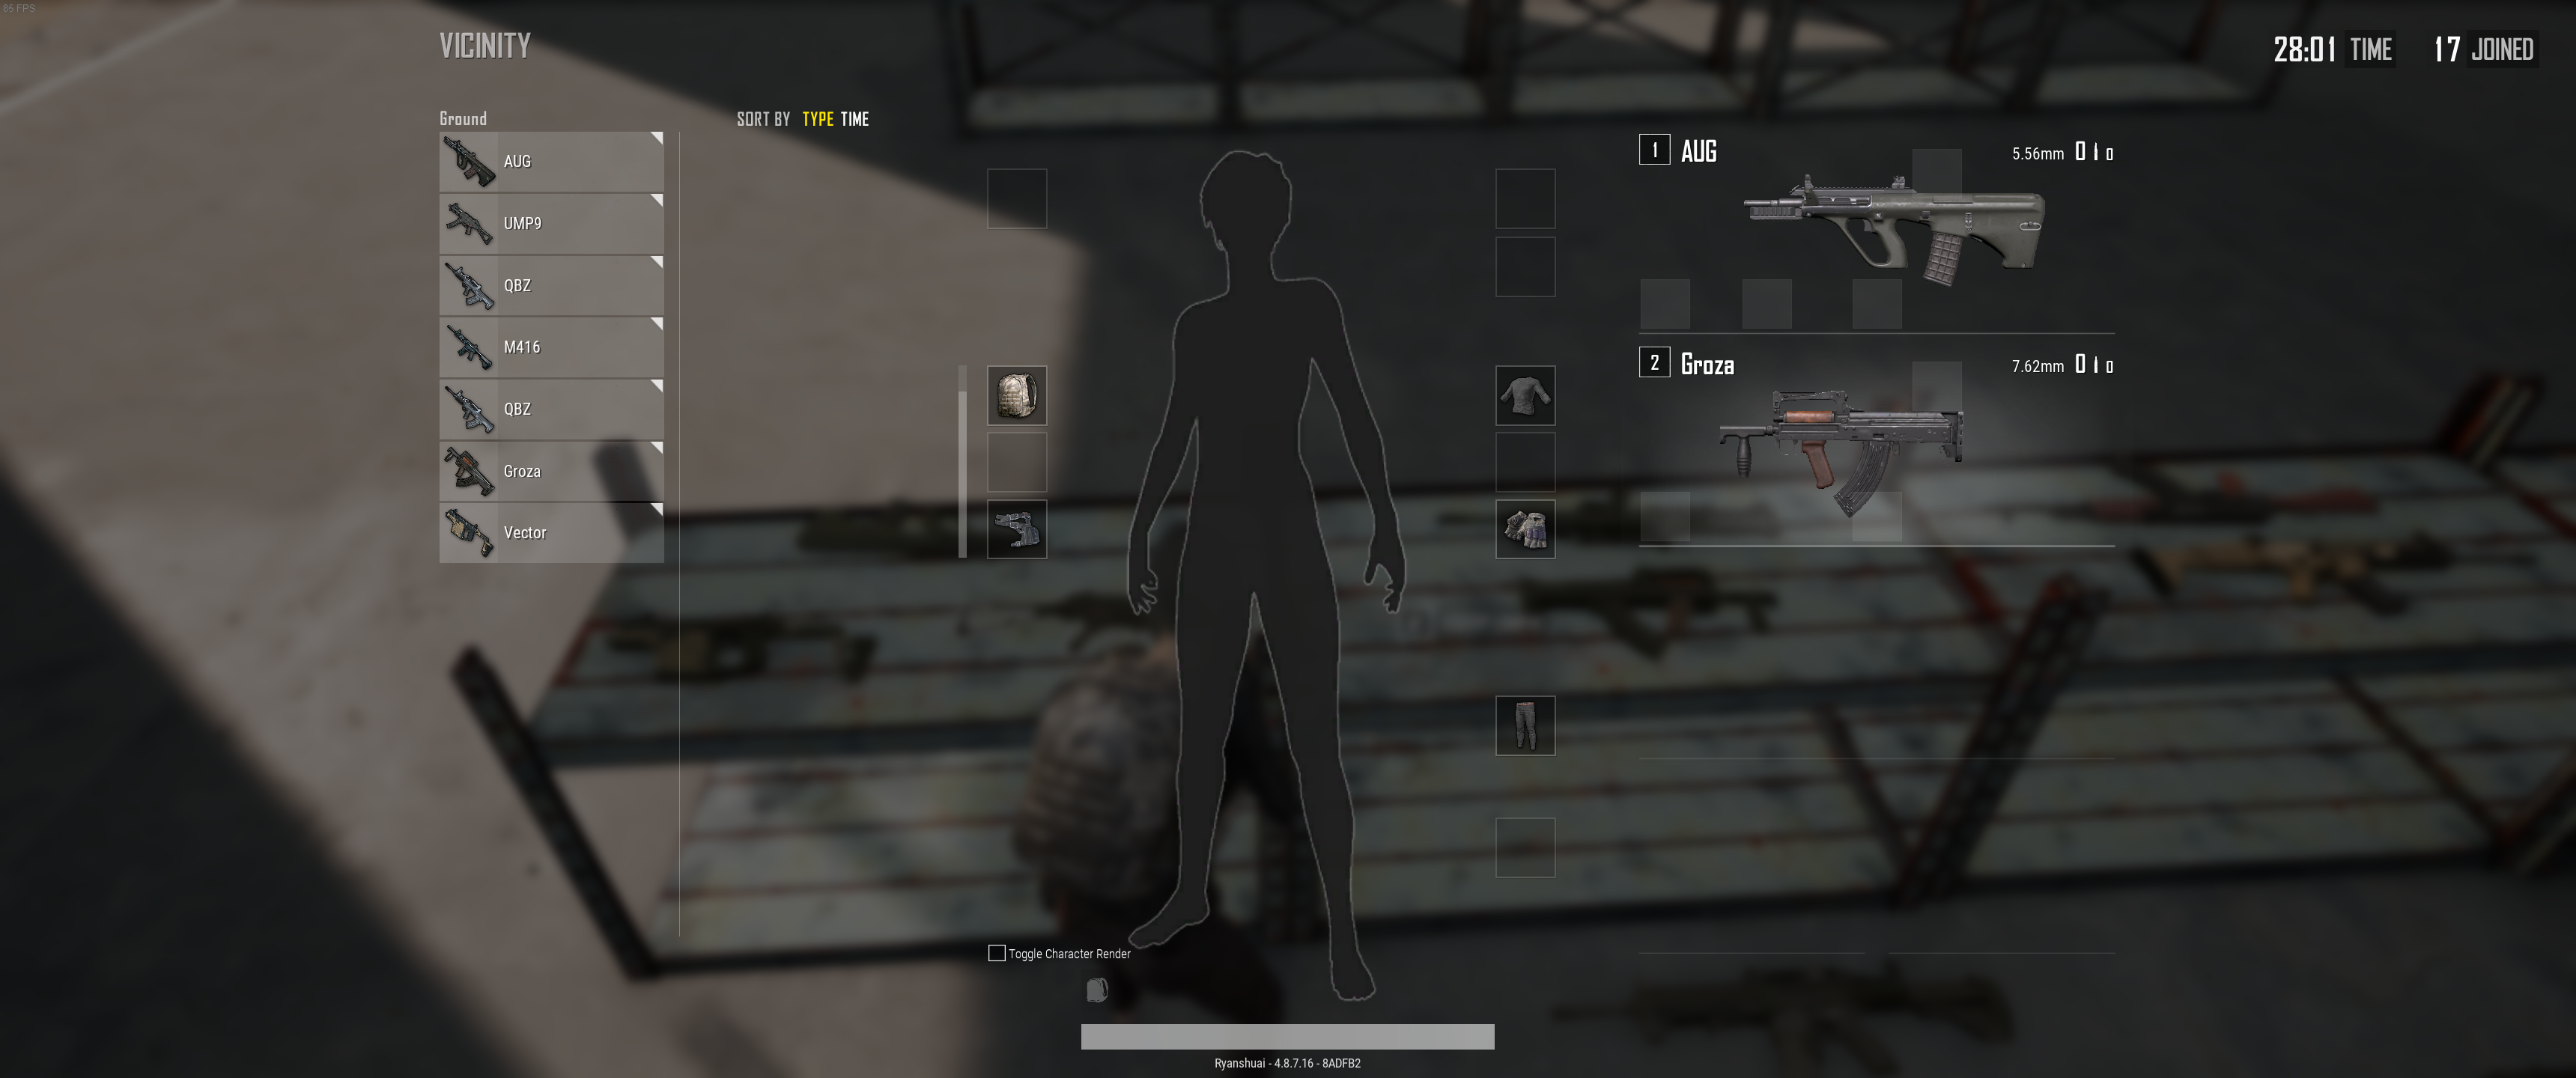 85 FPS
VICINITY
28:01 TIME 17 JOINED
Ground
SORT BY TYPE TIME
AUG
UMP9
QBZ
M416
QBZ
Groza
Vector
1 AUG 5.56mm 0 0
2 Groza 7.62mm 0 0
Toggle Character Render
Ryanshuai - 4.8.7.16 - 8ADFB2